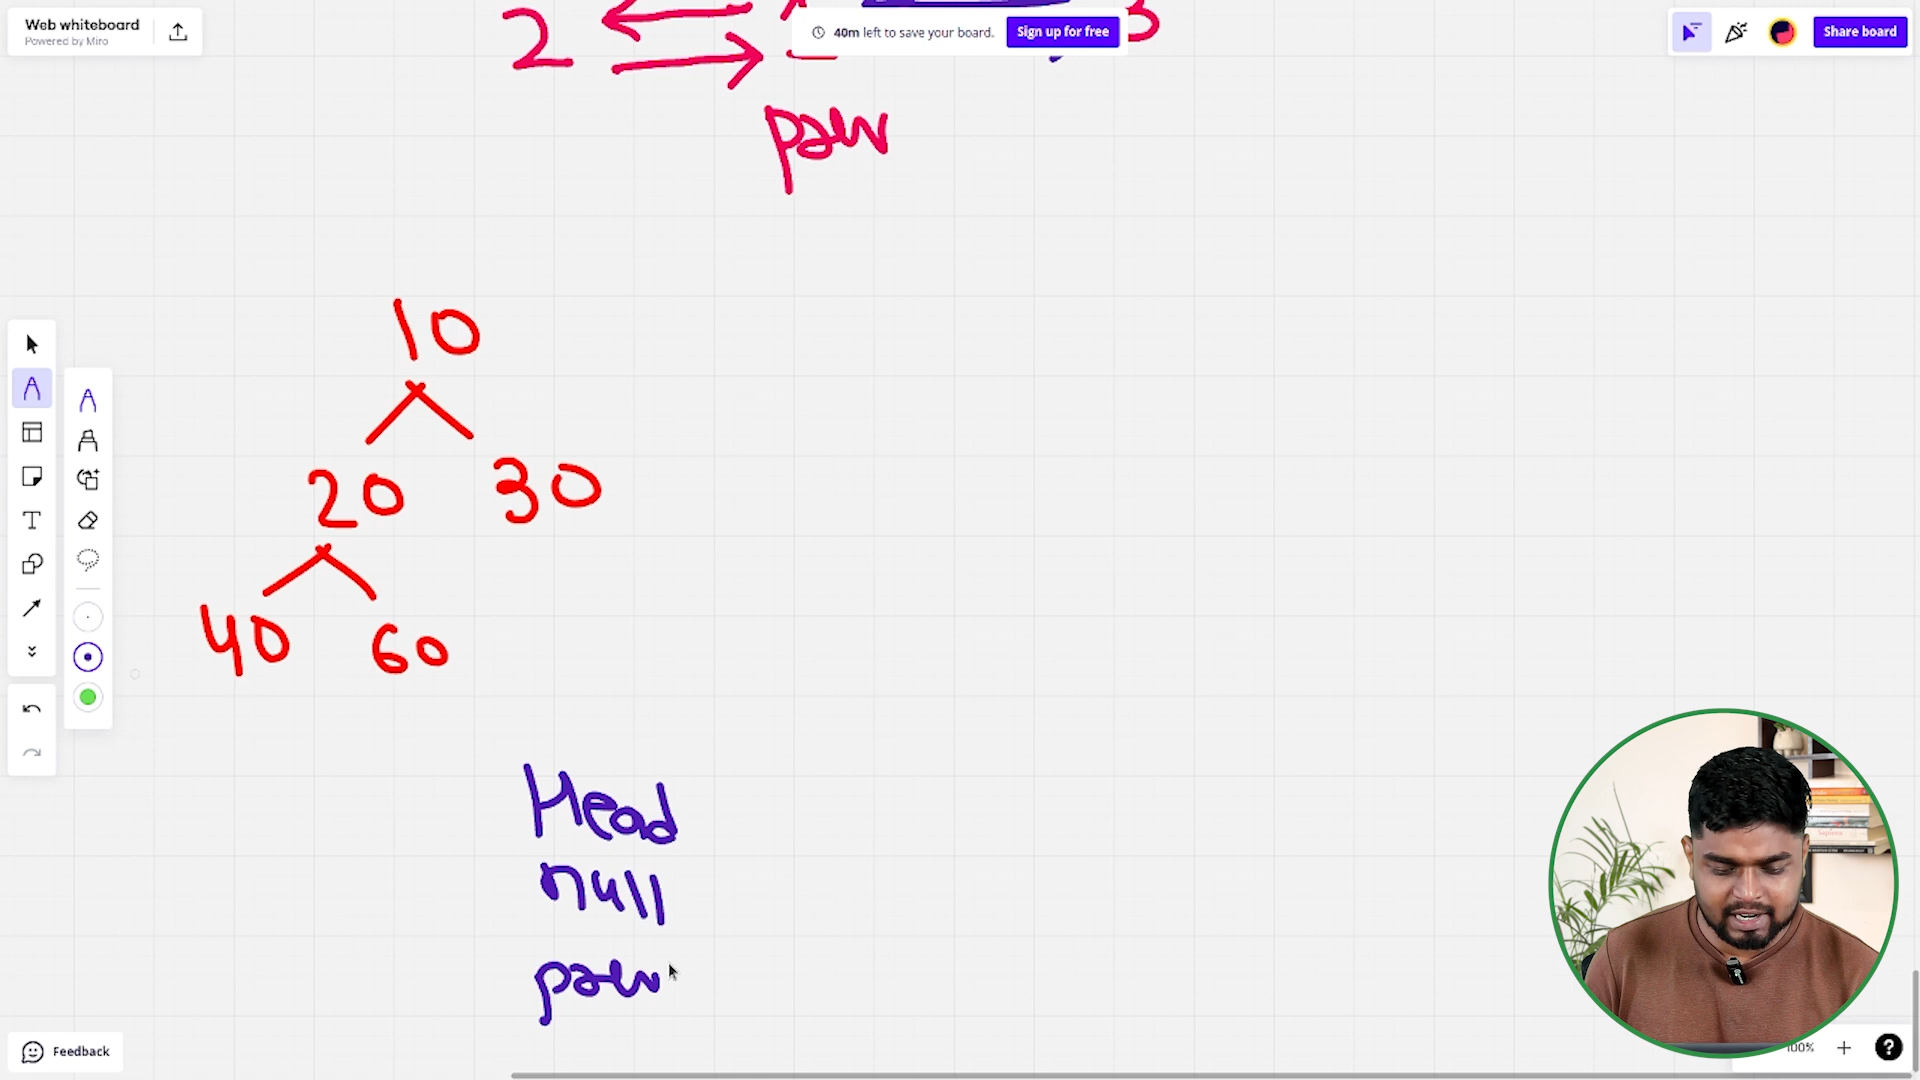 Web whiteboard
Powered by Miro
40m left to save your board.
Sign up for free
Share board
2
3
prev
10
20 30
40 60
T
Head
null
prev
Feedback
100%
?